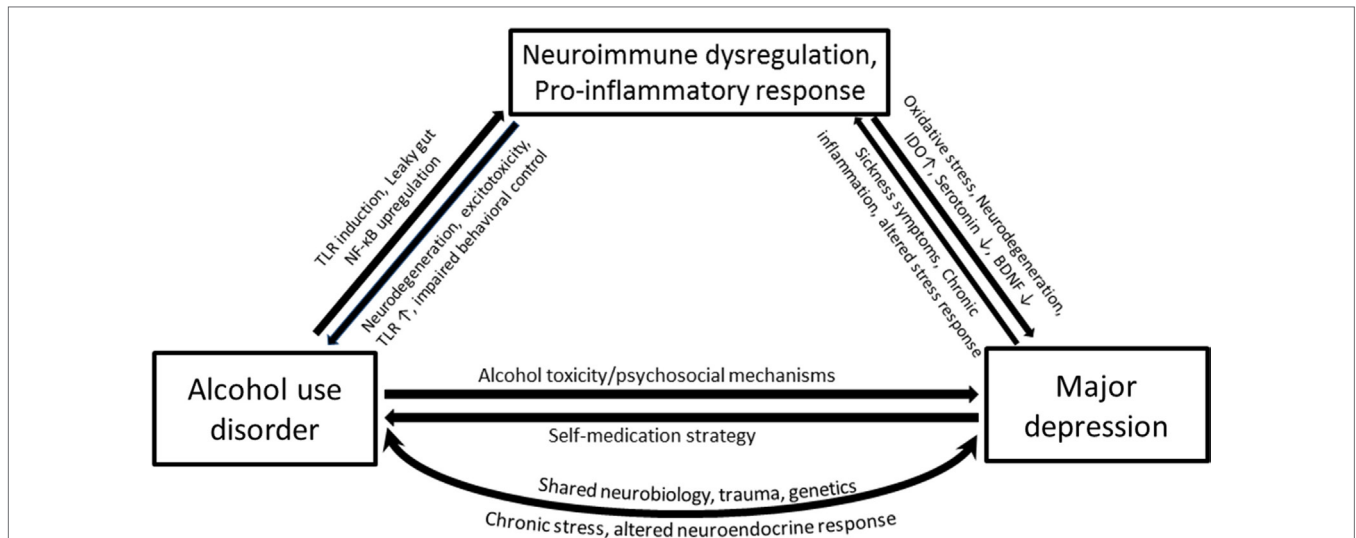 Neuroimmune dysregulation,
Pro-inflammatory response
TLR induction, Leaky gut
NF-κB upregulation
Neurodegeneration, excitotoxicity,
TLR ↑, impaired behavioral control
Oxidative stress, Neurodegeneration,
IDO↑, Serotonin ↓, BDNF ↓
Sickness symptoms, Chronic
inflammation, altered stress response
Alcohol use
disorder
Alcohol toxicity/psychosocial mechanisms
Self-medication strategy
Major
depression
Shared neurobiology, trauma, genetics
Chronic stress, altered neuroendocrine response